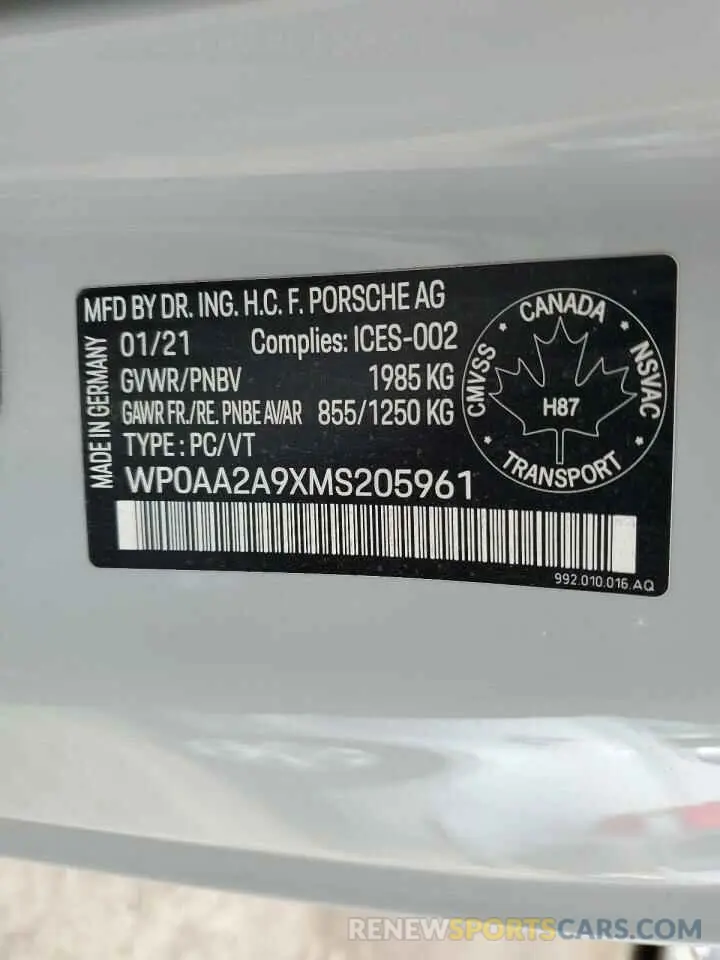 MFD BY DR. ING. H.C. F. PORSCHE AG
01/21 Complies: ICES-002
GVWR/PNBV 1985 KG
GAWR FR./RE. PNBE AV/AR 855/1250 KG
TYPE : PC/VT
WP0AA2A9XMS205961
MADE IN GERMANY
CANADA
CMVSS
NSVAC
H87
TRANSPORT
992.010.016.AQ
RENEWSPORTSCARS.COM